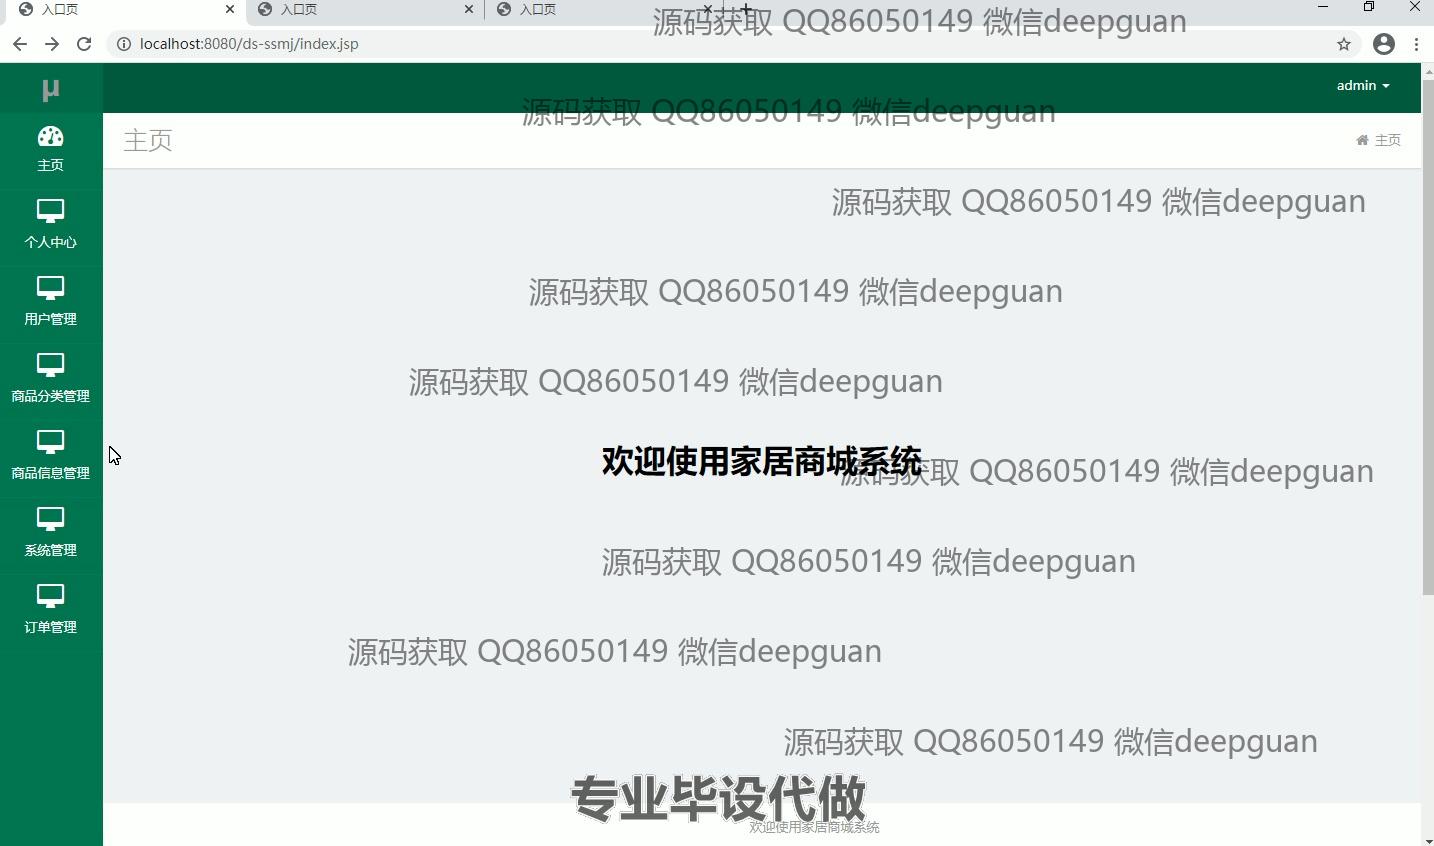 入口页
入口页
入口页
源码获取 QQ86050149 微信deepguan
localhost:8080/ds-ssmj/index.jsp
μ
admin
源码获取 QQ86050149 微信deepguan
主页
主页
主页
源码获取 QQ86050149 微信deepguan
个人中心
源码获取 QQ86050149 微信deepguan
用户管理
源码获取 QQ86050149 微信deepguan
商品分类管理
欢迎使用家居商城系统
源码获取 QQ86050149 微信deepguan
商品信息管理
系统管理
源码获取 QQ86050149 微信deepguan
订单管理
源码获取 QQ86050149 微信deepguan
源码获取 QQ86050149 微信deepguan
专业毕设代做
欢迎使用家居商城系统